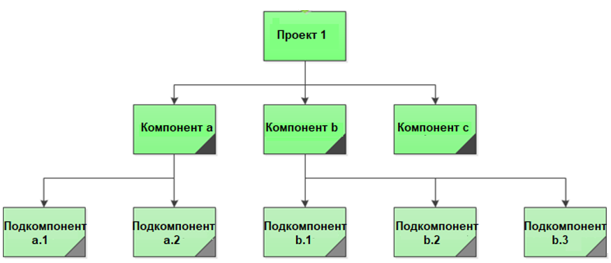 Проект 1
Компонент a
Компонент b
Компонент c
Подкомпонент
a.1
Подкомпонент
a.2
Подкомпонент
b.1
Подкомпонент
b.2
Подкомпонент
b.3